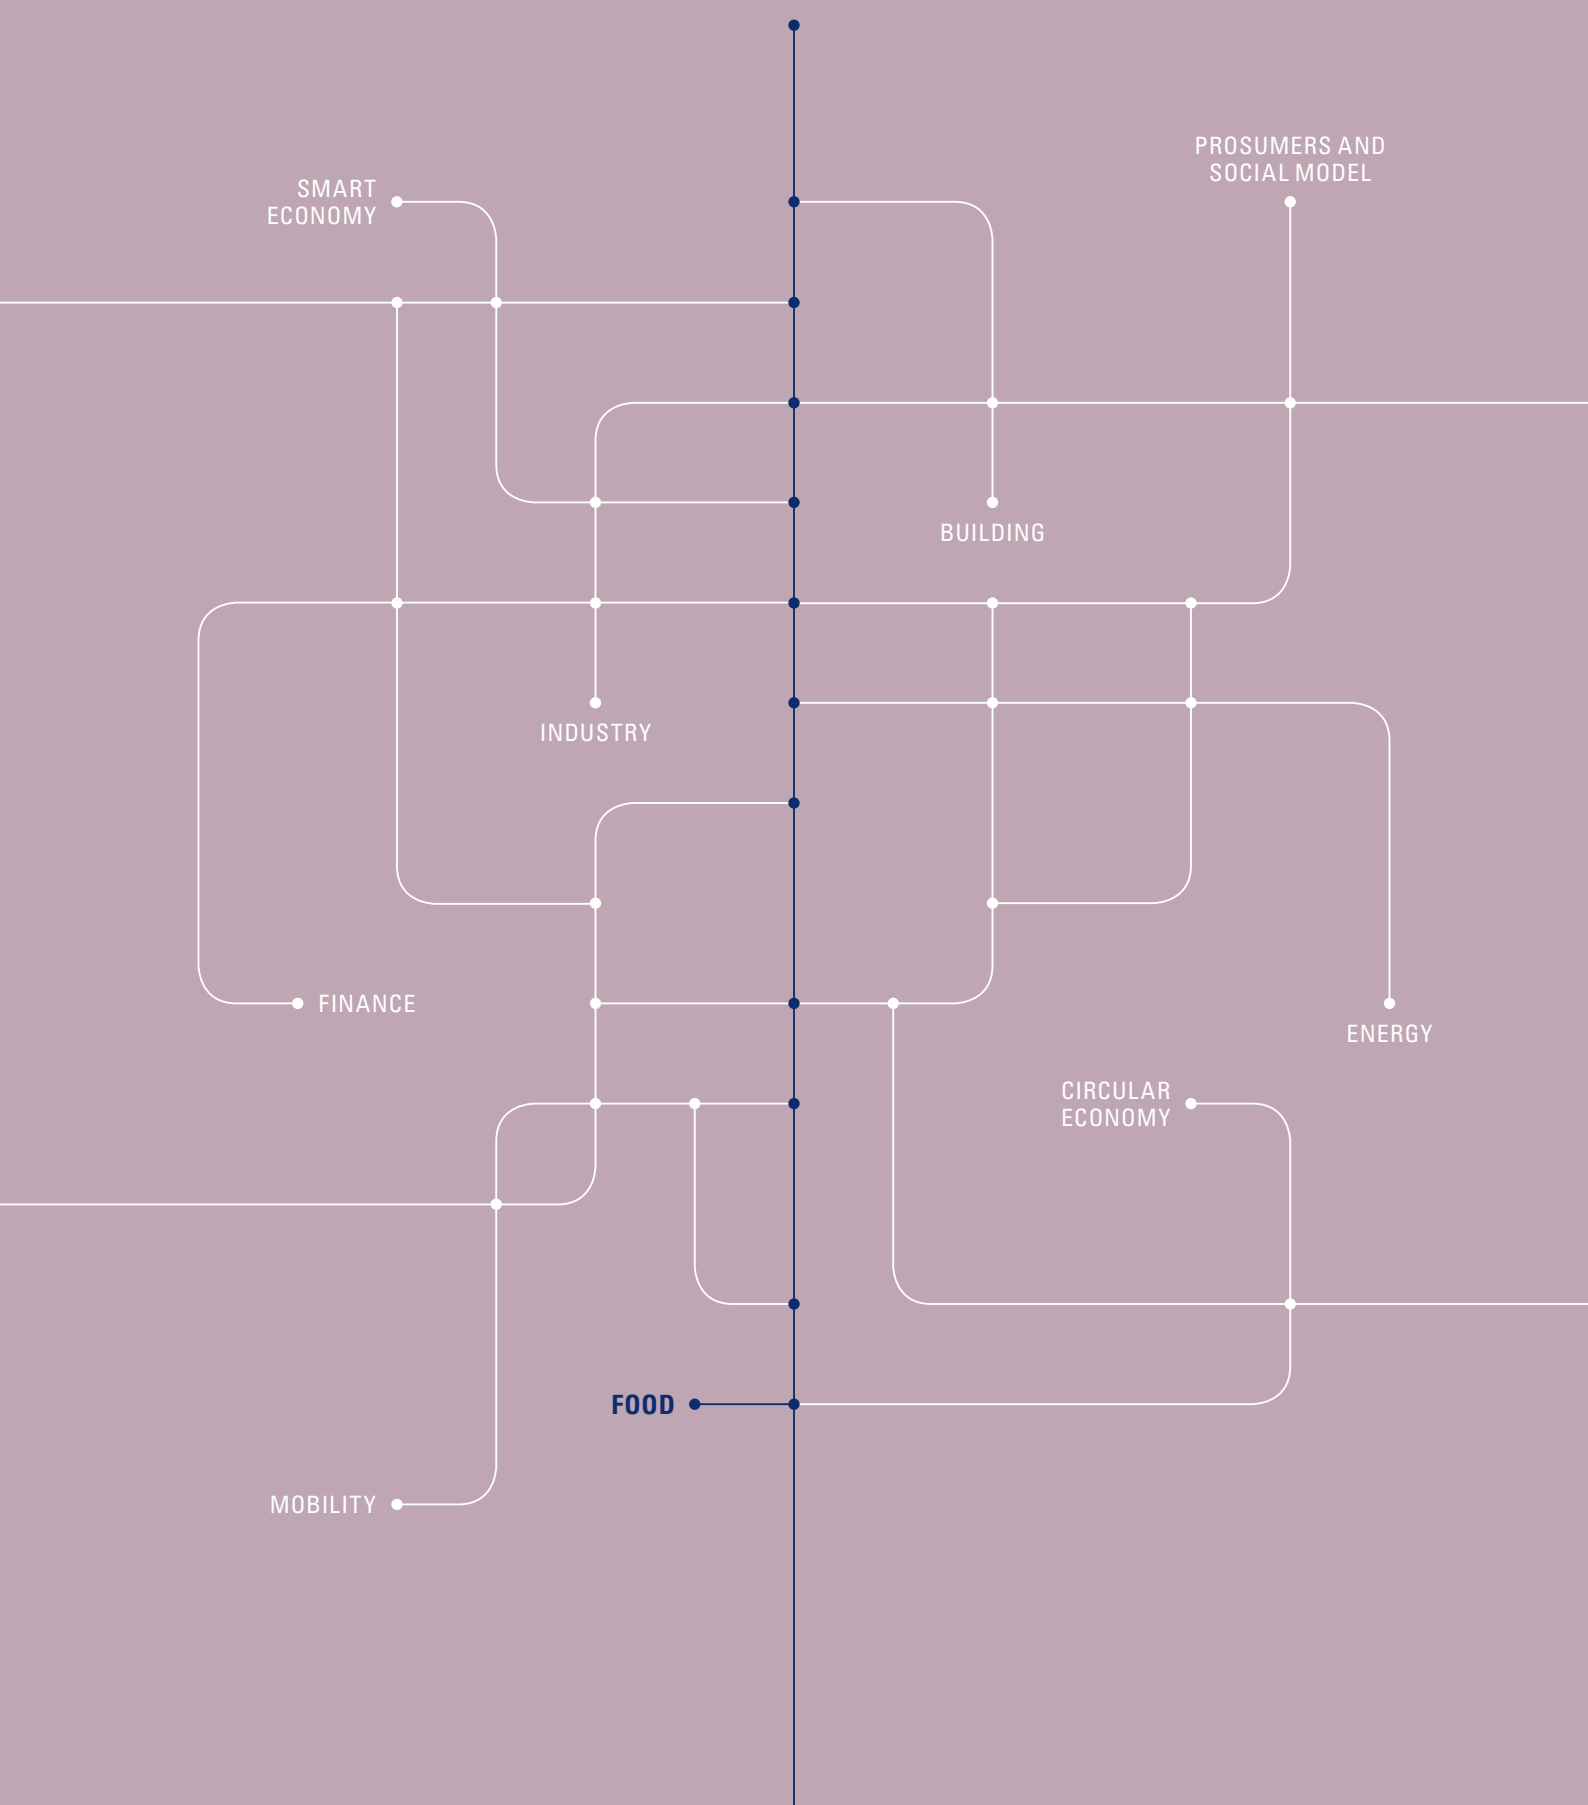 PROSUMERS AND
SOCIAL MODEL
SMART
ECONOMY
BUILDING
INDUSTRY
FINANCE
ENERGY
CIRCULAR
ECONOMY
FOOD
MOBILITY